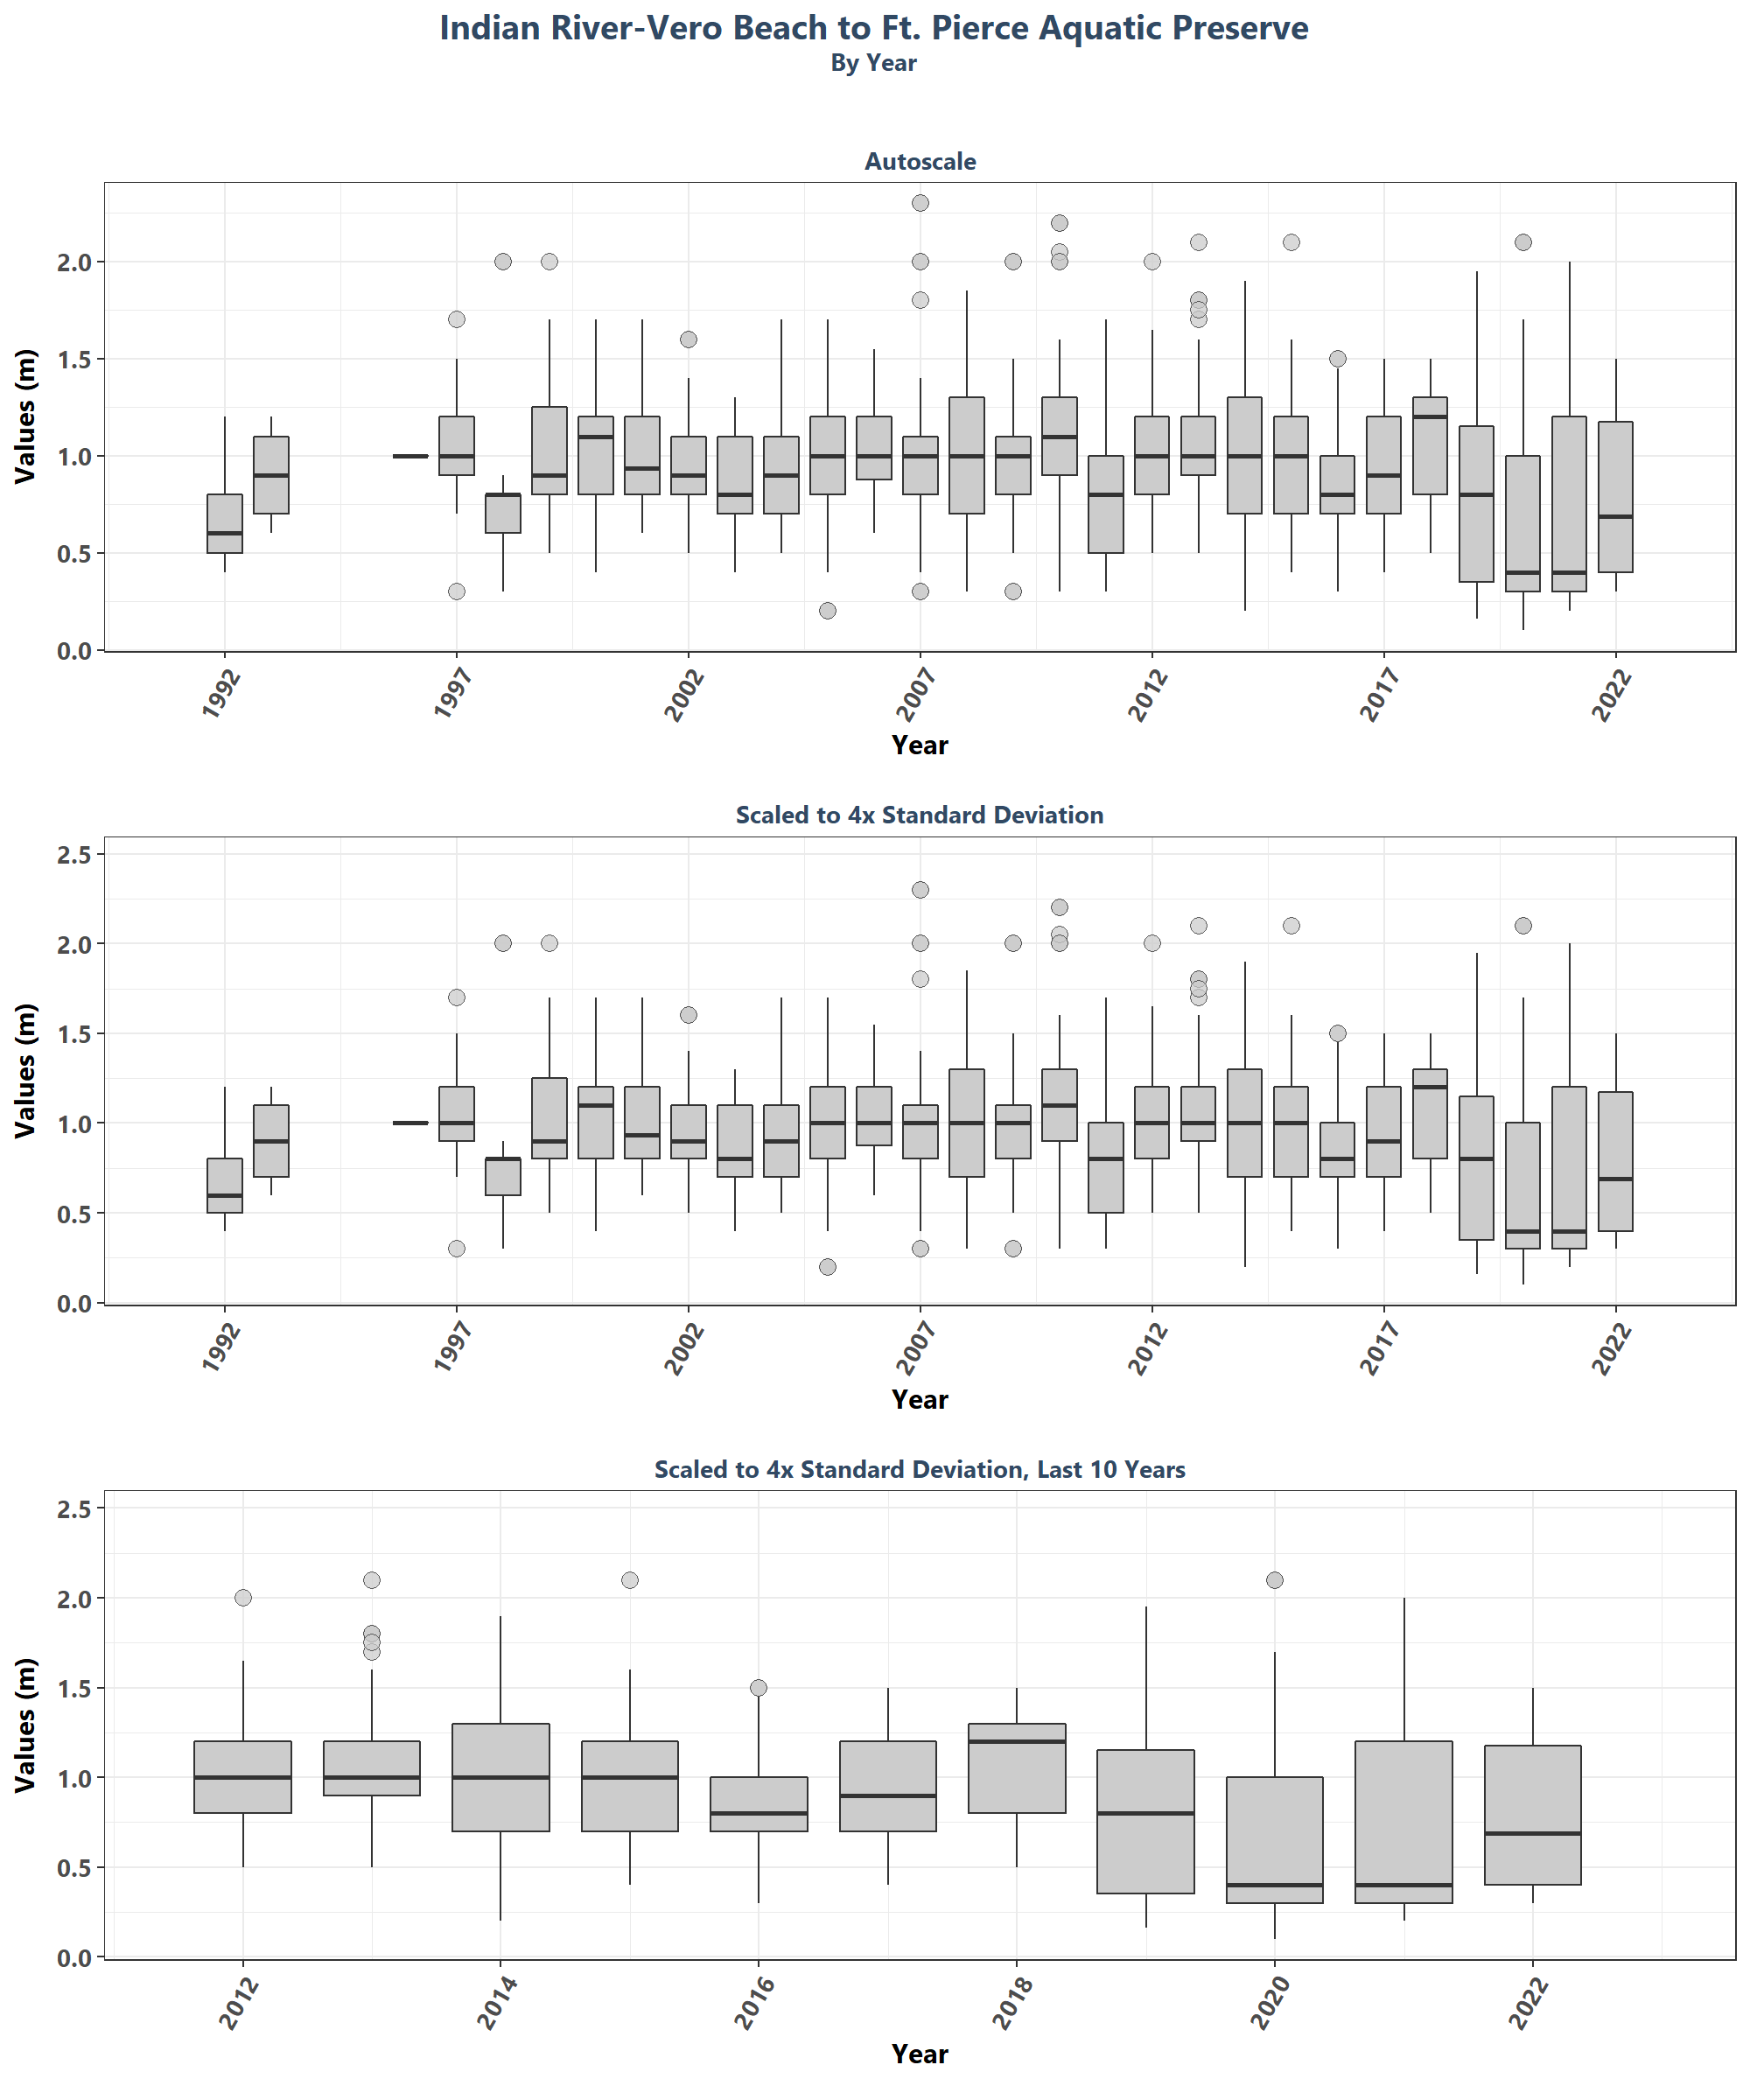 Indian River-Vero Beach to Ft. Pierce Aquatic Preserve
By Year
Autoscale
Values (m)
2.0
1.5
1.0
0.5
0.0
1992 1997 2002 2007 2012 2017 2022
Year
Scaled to 4x Standard Deviation
Values (m)
2.5
2.0
1.5
1.0
0.5
0.0
1992 1997 2002 2007 2012 2017 2022
Year
Scaled to 4x Standard Deviation, Last 10 Years
Values (m)
2.5
2.0
1.5
1.0
0.5
0.0
2012 2014 2016 2018 2020 2022
Year